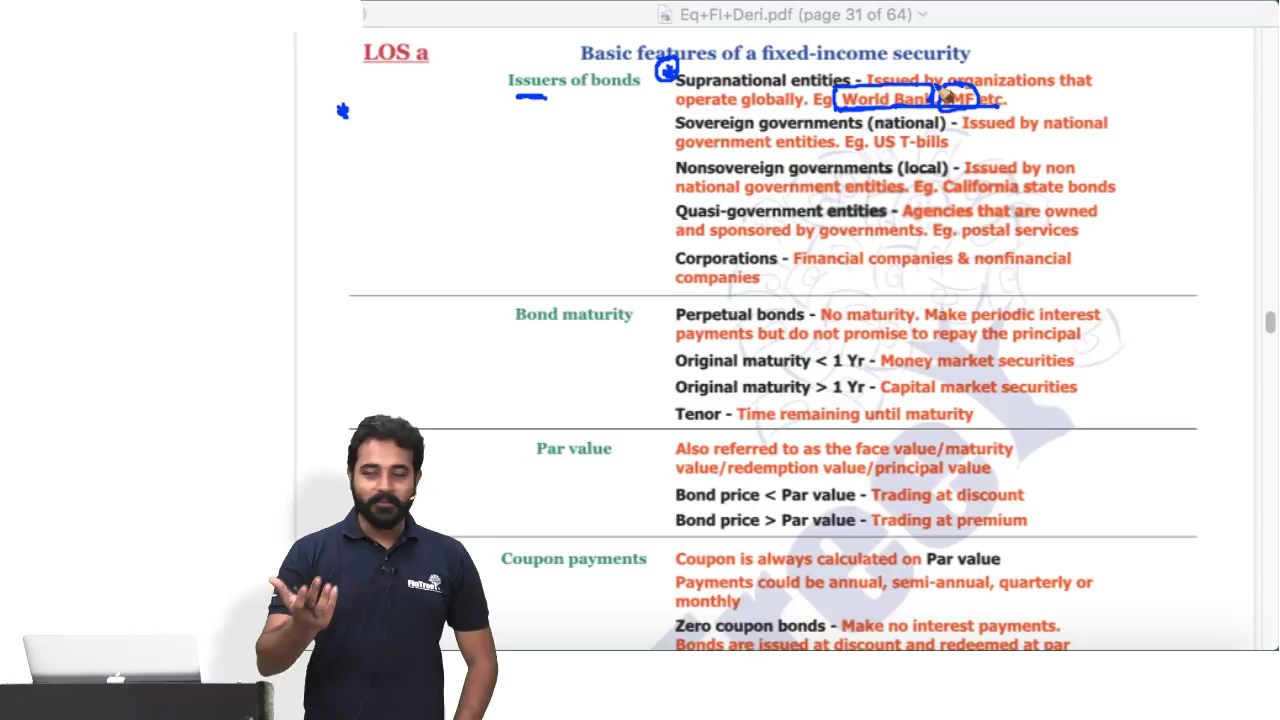 Eq+FI+Deri.pdf (page 31 of 64)
LOS a
Basic features of a fixed-income security
Issuers of bonds
Supranational entities - Issued by organizations that
operate globally. Eg. World Bank, IMF etc.
Sovereign governments (national) - Issued by national
government entities. Eg. US T-bills
Nonsovereign governments (local) - Issued by non
national government entities. Eg. California state bonds
Quasi-government entities - Agencies that are owned
and sponsored by governments. Eg. postal services
Corporations - Financial companies & nonfinancial
companies
Bond maturity
Perpetual bonds - No maturity. Make periodic interest
payments but do not promise to repay the principal
Original maturity < 1 Yr - Money market securities
Original maturity > 1 Yr - Capital market securities
Tenor - Time remaining until maturity
Par value
Also referred to as the face value/maturity
value/redemption value/principal value
Bond price < Par value - Trading at discount
Bond price > Par value - Trading at premium
Coupon payments
Coupon is always calculated on Par value
Payments could be annual, semi-annual, quarterly or
monthly
Zero coupon bonds - Make no interest payments.
Bonds are issued at discount and redeemed at par
FinTreeY